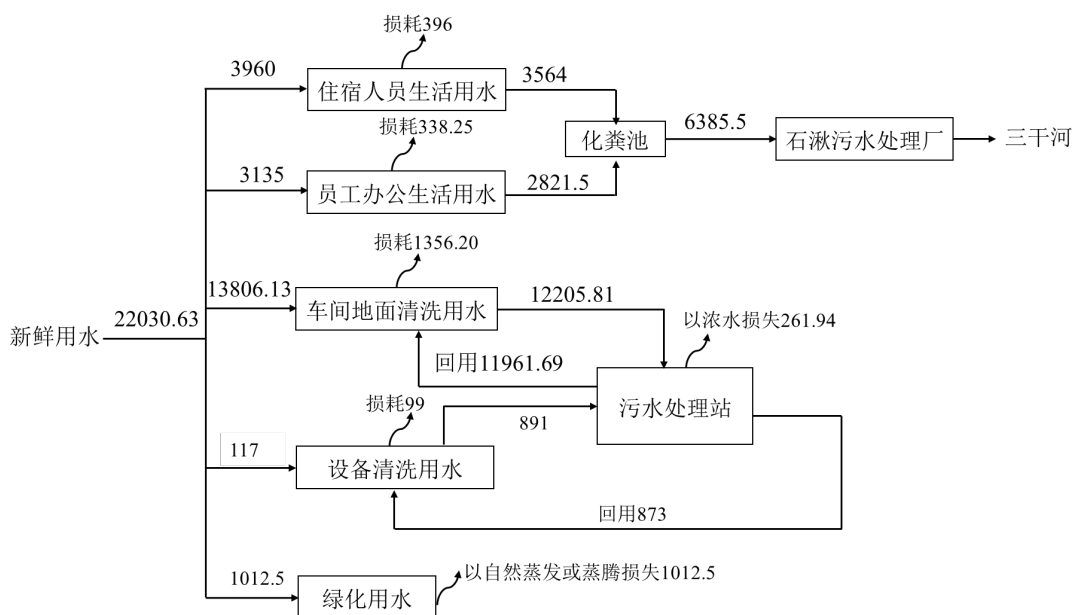 损耗396
3960
住宿人员生活用水
3564
化粪池
6385.5
石湫污水处理厂
三干河
损耗338.25
3135
员工办公生活用水
2821.5
损耗1356.20
13806.13
车间地面清洗用水
12205.81
新鲜用水
22030.63
以浓水损失261.94
回用11961.69
污水处理站
损耗99
891
117
设备清洗用水
回用873
1012.5
绿化用水
以自然蒸发或蒸腾损失1012.5